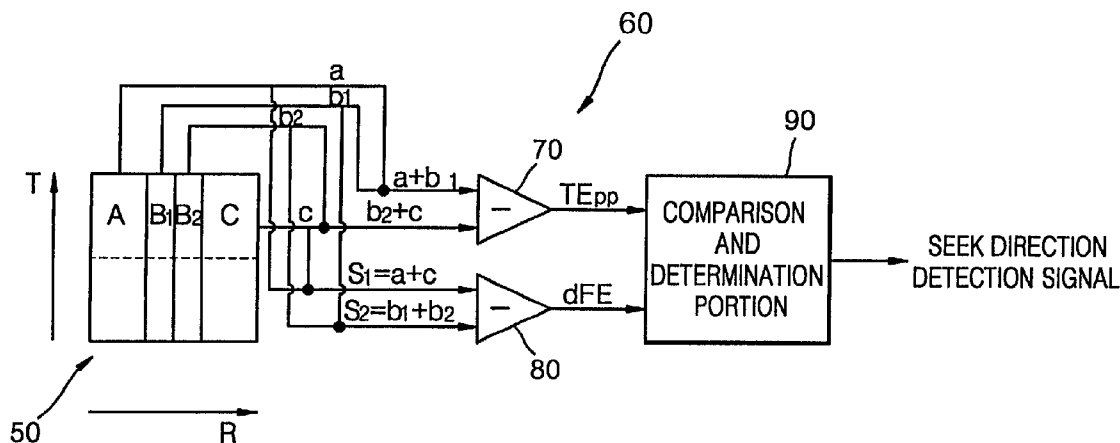 60
a
b1
b2
90
70
T
a+b 1
TEpp
A B1 B2 C
c
b2+c
COMPARISON
AND
DETERMINATION
PORTION
SEEK DIRECTION
DETECTION SIGNAL
S1=a+c
dFE
S2=b1+b2
80
50
R
−
−